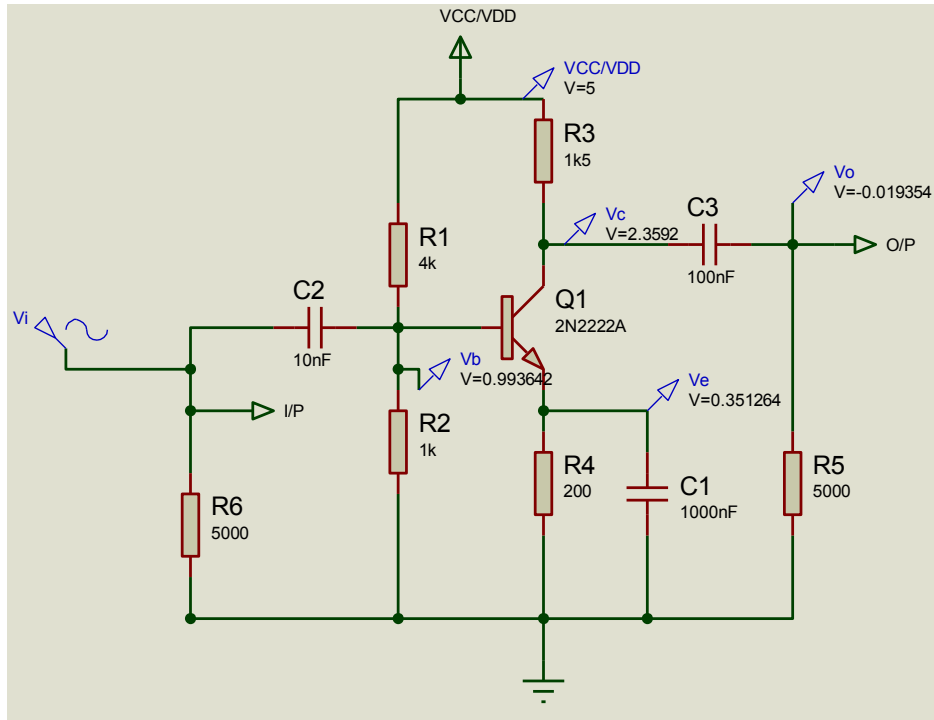 VCC/VDD
VCC/VDD
V=5
R3
1k5
Vo
V=-0.019354
Vc
V=2.3592
C3
100nF
O/P
R1
4k
C2
10nF
Q1
2N2222A
Vi
Vb
V=0.993642
Ve
V=0.351264
I/P
R2
1k
R4
200
C1
1000nF
R5
5000
R6
5000